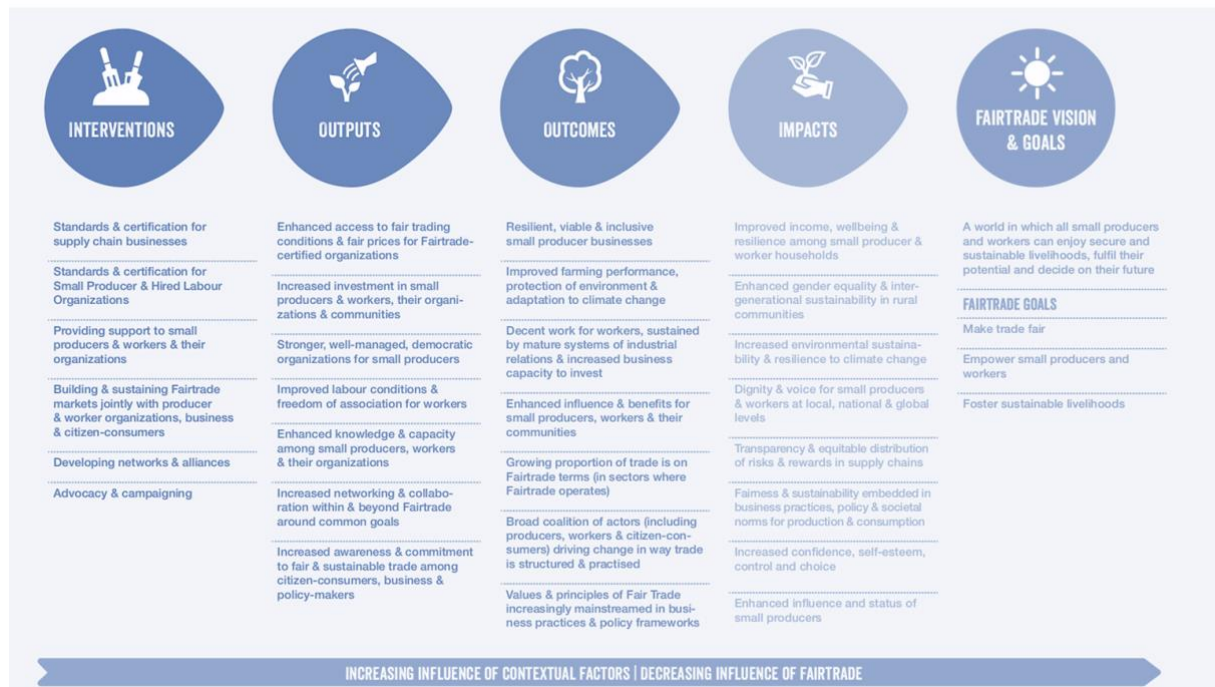 INTERVENTIONS
OUTPUTS
OUTCOMES
IMPACTS
FAIRTRADE VISION
& GOALS
Standards & certification for
supply chain businesses
Standards & certification for
Small Producer & Hired Labour
Organizations
Providing support to small
producers & workers & their
organizations
Building & sustaining Fairtrade
markets jointly with producer
& worker organizations, business
& citizen-consumers
Developing networks & alliances
Advocacy & campaigning
Enhanced access to fair trading
conditions & fair prices for Fairtrade-
certified organizations
Increased investment in small
producers & workers, their organi-
zations & communities
Stronger, well-managed, democratic
organizations for small producers
Improved labour conditions &
freedom of association for workers
Enhanced knowledge & capacity
among small producers, workers
& their organizations
Increased networking & collabo-
ration within & beyond Fairtrade
around common goals
Increased awareness & commitment
to fair & sustainable trade among
citizen-consumers, business &
policy-makers
Resilient, viable & inclusive
small producer businesses
Improved farming performance,
protection of environment &
adaptation to climate change
Decent work for workers, sustained
by mature systems of industrial
relations & increased business
capacity to invest
Enhanced influence & benefits for
small producers, workers & their
communities
Growing proportion of trade is on
Fairtrade terms (in sectors where
Fairtrade operates)
Broad coalition of actors (including
producers, workers & citizen-con-
sumers) driving change in way trade
is structured & practised
Values & principles of Fair Trade
increasingly mainstreamed in busi-
ness practices & policy frameworks
Improved income, wellbeing &
resilience among small producer &
worker households
Enhanced gender equality & inter-
generational sustainability in rural
communities
Increased environmental sustaina-
bility & resilience to climate change
Dignity & voice for small producers
& workers at local, national & global
levels
Transparency & equitable distribution
of risks & rewards in supply chains
Fairness & sustainability embedded in
business practices, policy & societal
norms for production & consumption
Increased confidence, self-esteem,
control and choice
Enhanced influence and status of
small producers
A world in which all small producers
and workers can enjoy secure and
sustainable livelihoods, fulfil their
potential and decide on their future
FAIRTRADE GOALS
Make trade fair
Empower small producers and
workers
Foster sustainable livelihoods
INCREASING INFLUENCE OF CONTEXTUAL FACTORS | DECREASING INFLUENCE OF FAIRTRADE